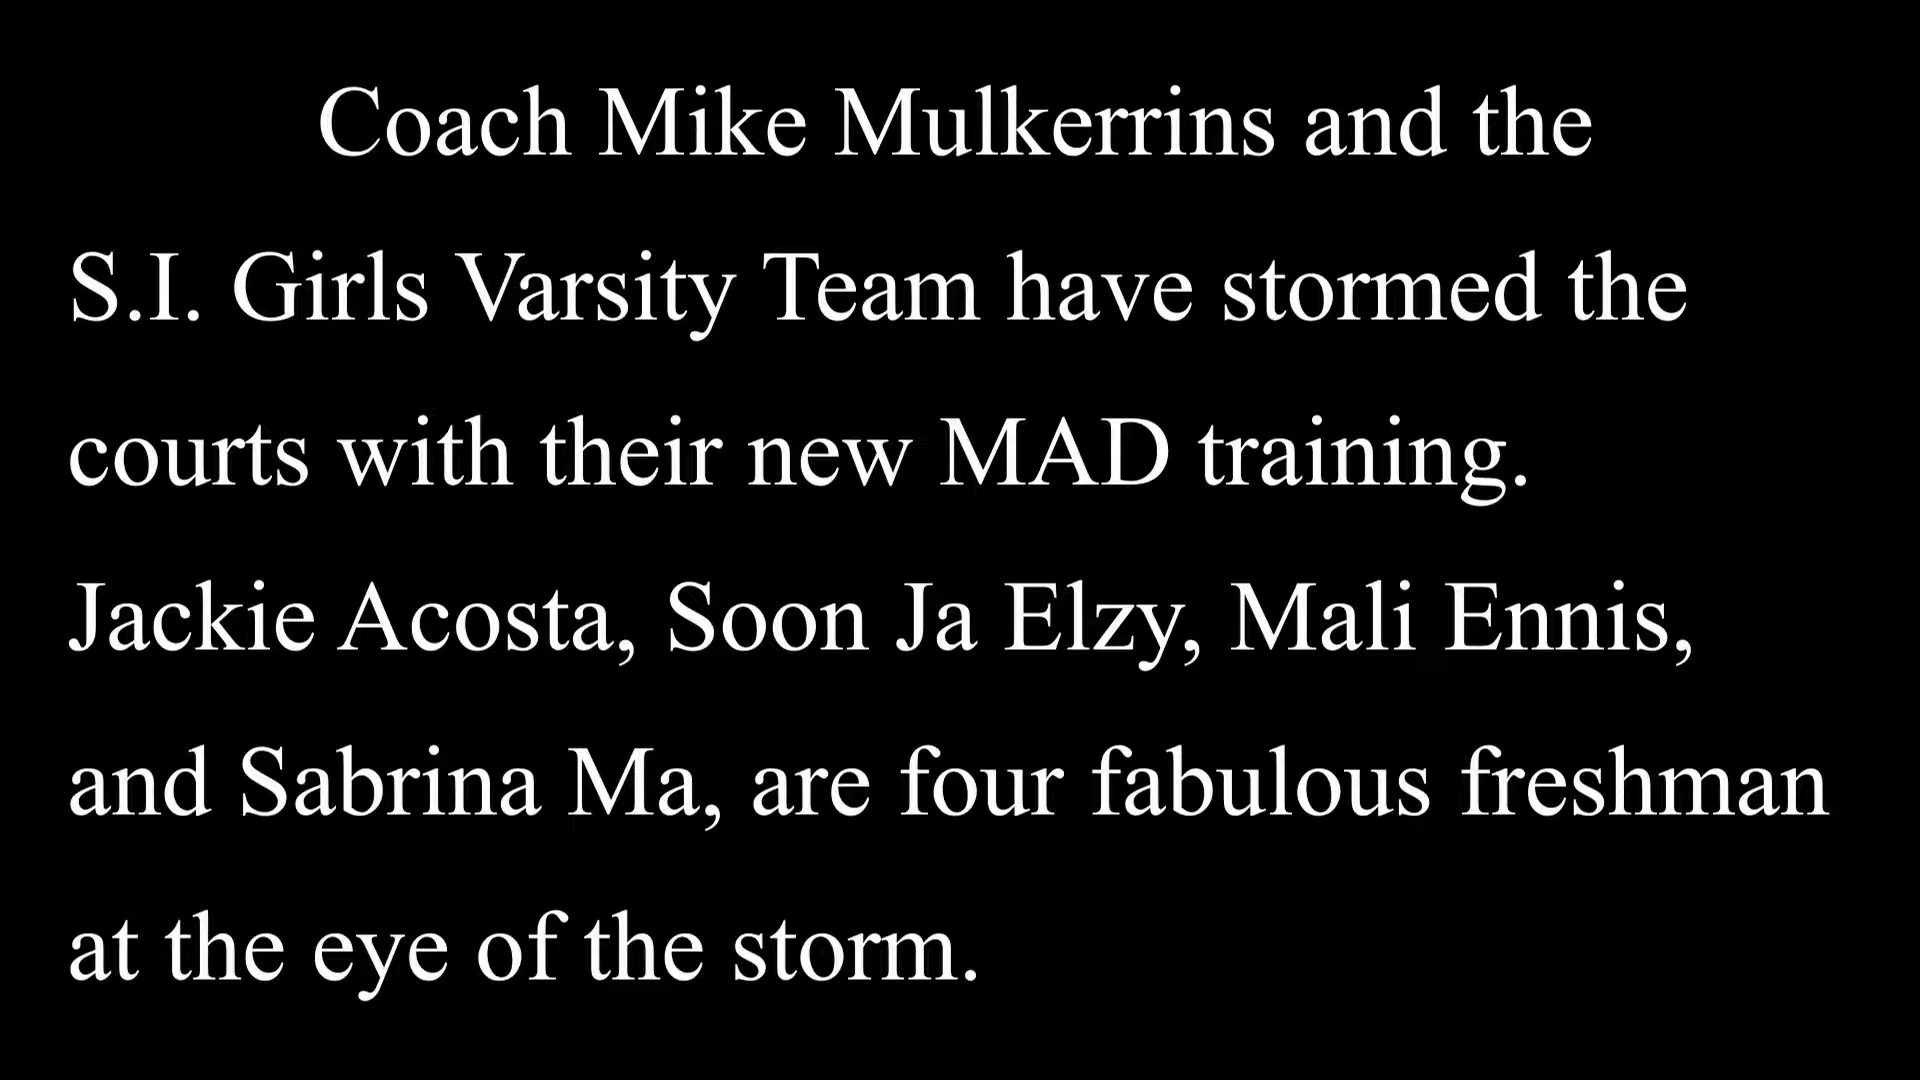 Coach Mike Mulkerrins and the
S.I. Girls Varsity Team have stormed the
courts with their new MAD training.
Jackie Acosta, Soon Ja Elzy, Mali Ennis,
and Sabrina Ma, are four fabulous freshman
at the eye of the storm.